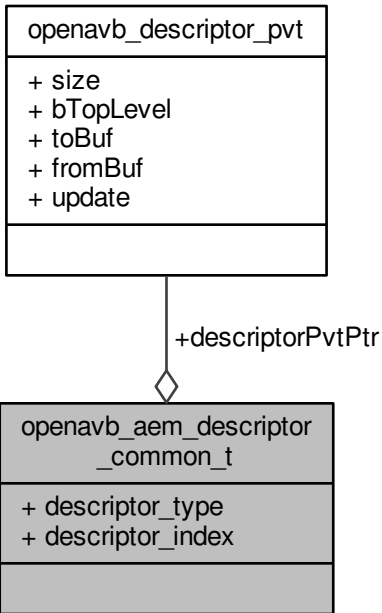 openavb_descriptor_pvt
+ size
+ bTopLevel
+ toBuf
+ fromBuf
+ update
+descriptorPvtPtr
openavb_aem_descriptor
_common_t
+ descriptor_type
+ descriptor_index